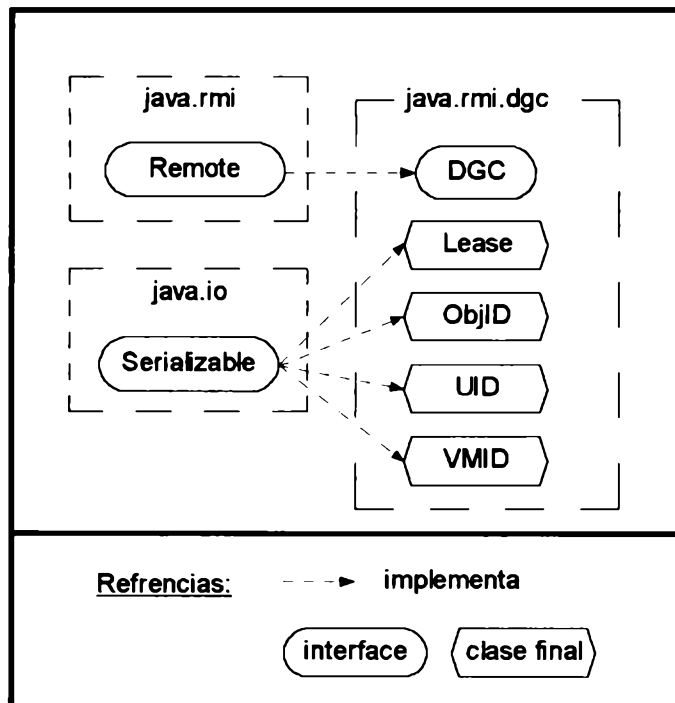 java.rmi
java.rmi.dgc
Remote
DGC
Lease
java.io
ObjID
Serializable
UID
VMID
Refrencias:
implementa
interface
clase final